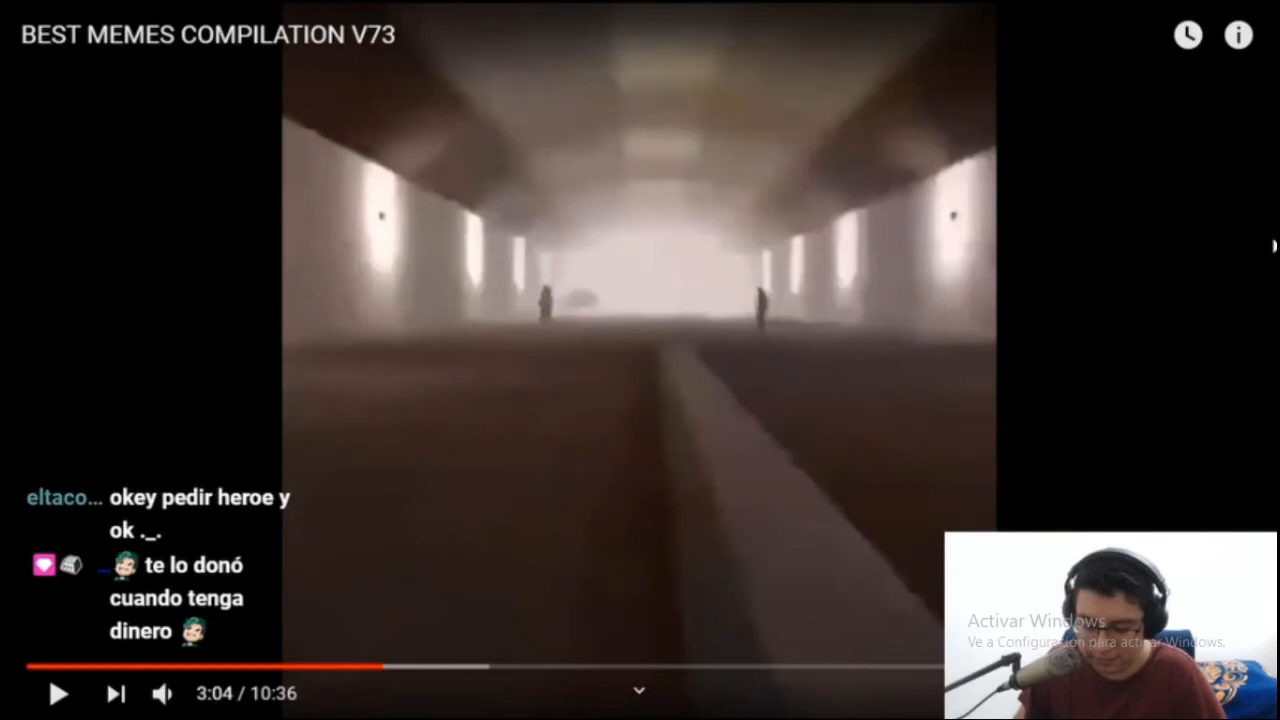 BEST MEMES COMPILATION V73
eltaco... okey pedir heroe y
ok ._.
... te lo donó
cuando tenga
dinero
Activar Windows
Ve a Configuración para activar Windows.
3:04 / 10:36